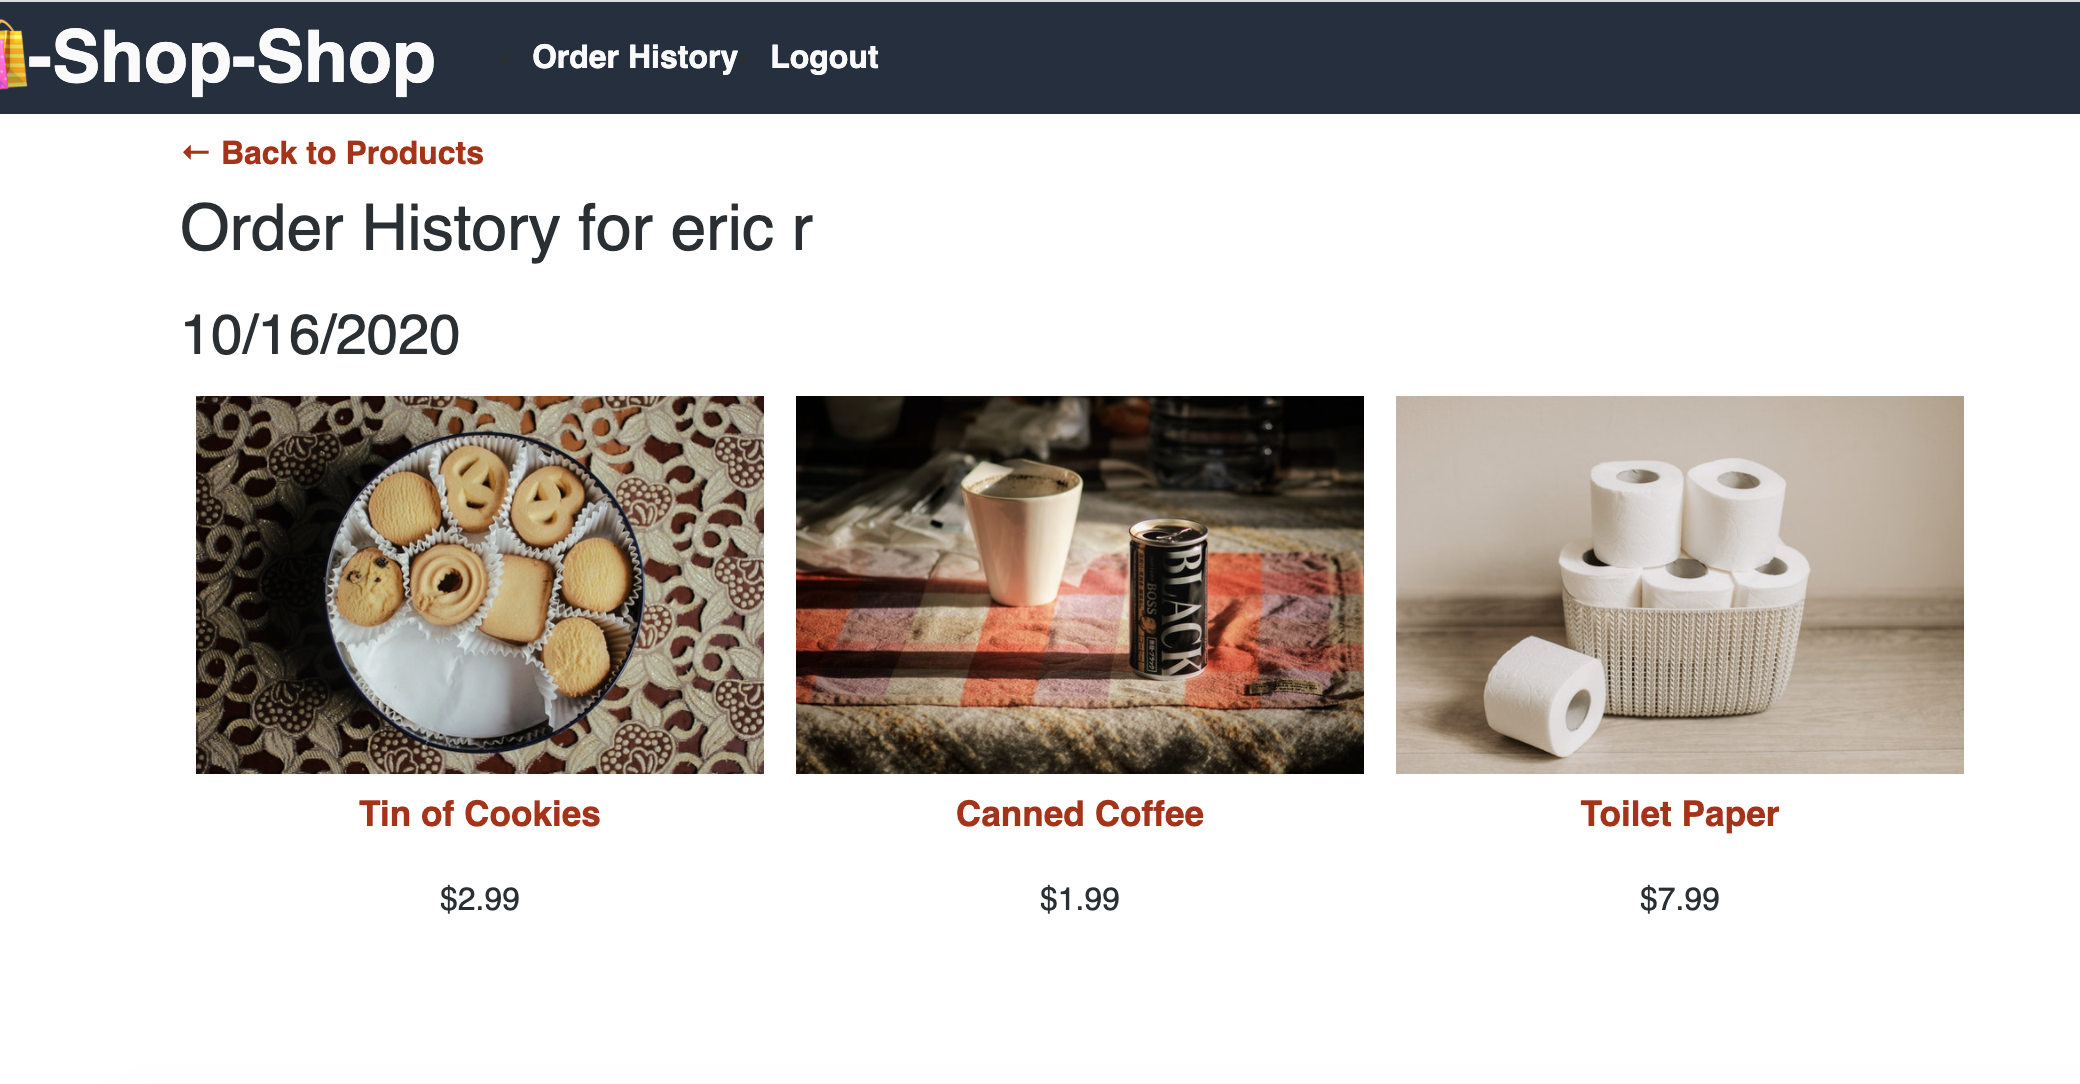 -Shop-Shop
Order History
Logout
← Back to Products
Order History for eric r
10/16/2020
BLACK
BOSS
Tin of Cookies
Canned Coffee
Toilet Paper
$2.99
$1.99
$7.99